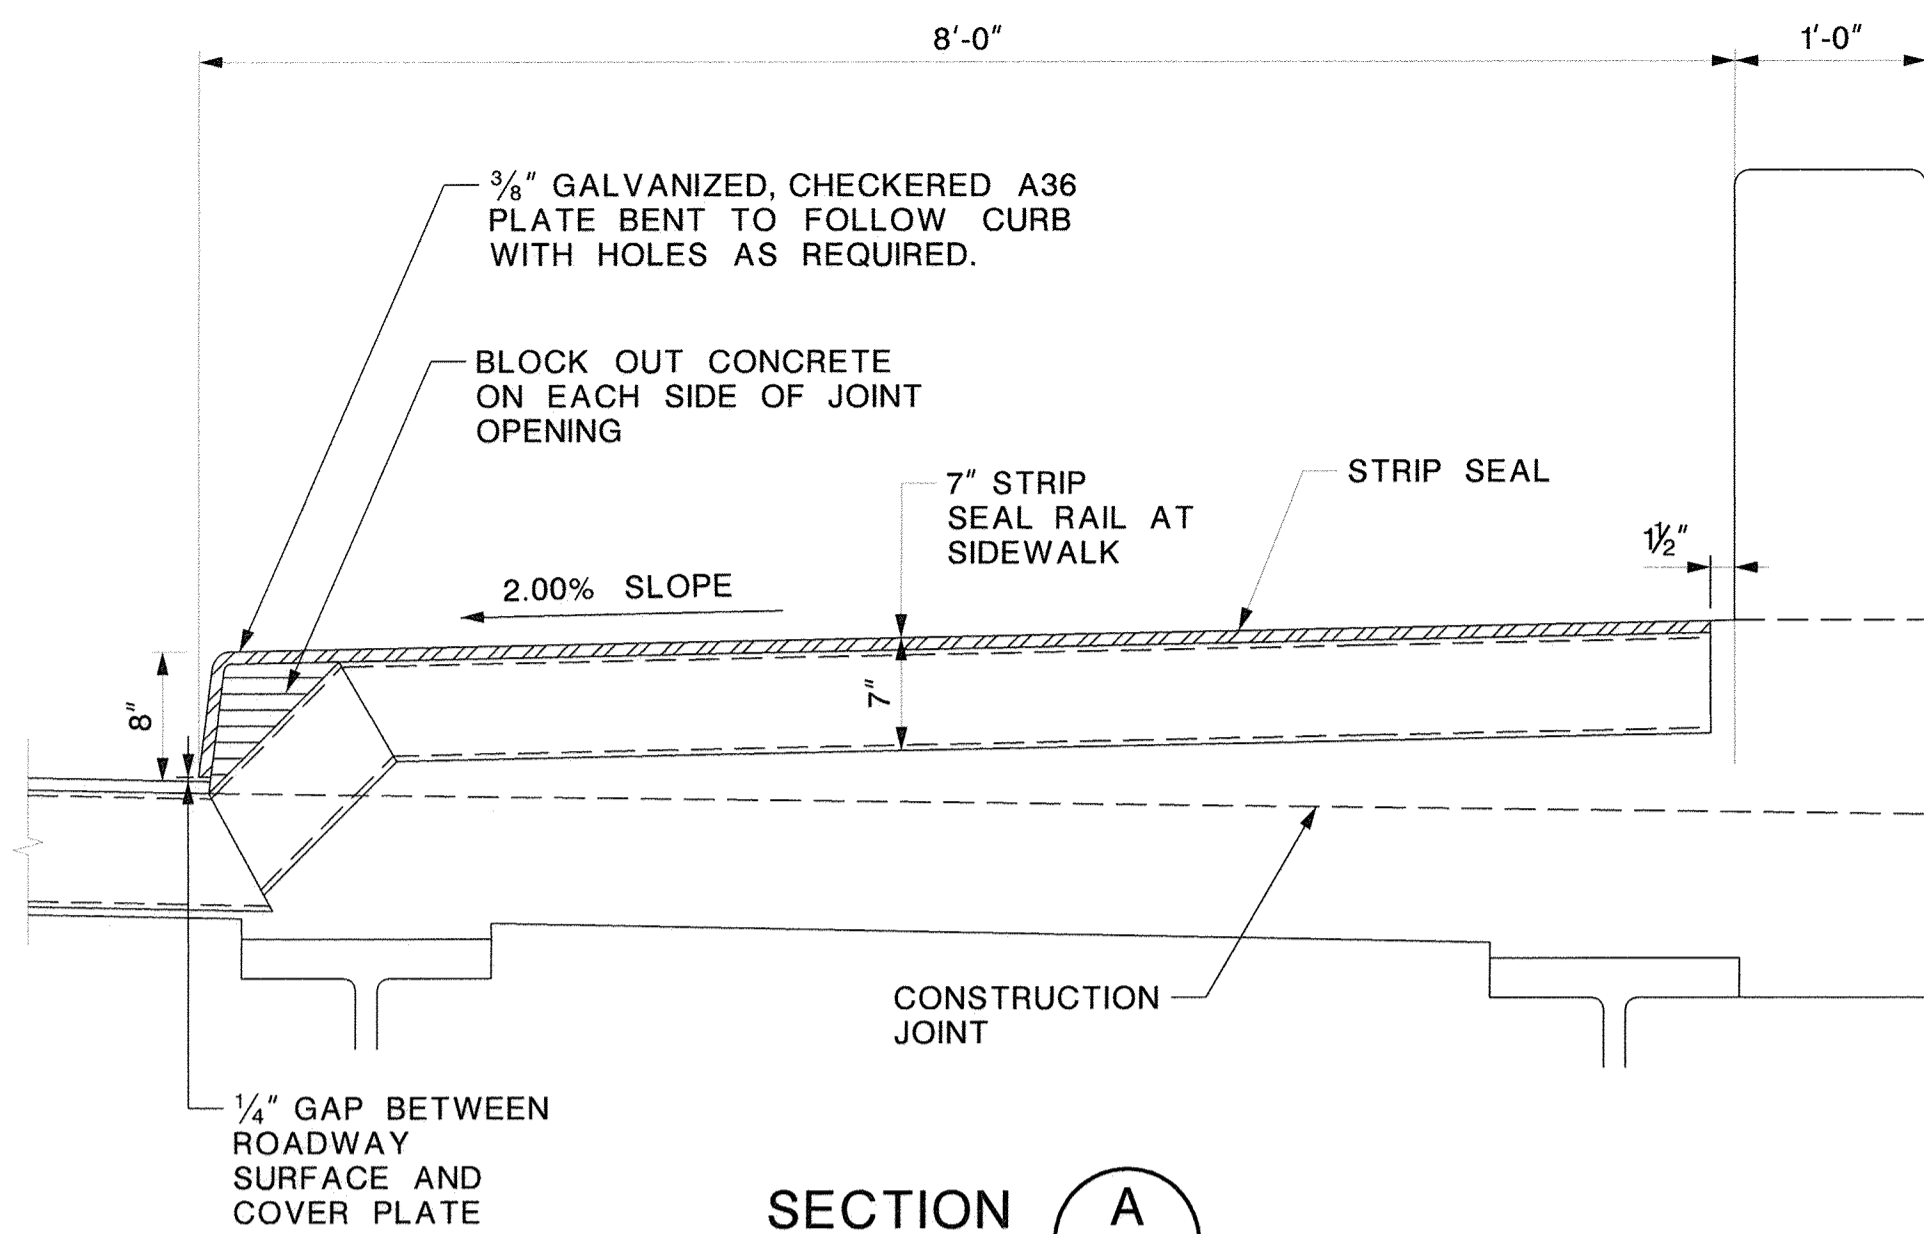 8'-0"
1'-0"
3/8" GALVANIZED, CHECKERED A36
PLATE BENT TO FOLLOW CURB
WITH HOLES AS REQUIRED.
BLOCK OUT CONCRETE
ON EACH SIDE OF JOINT
OPENING
7" STRIP
SEAL RAIL AT
SIDEWALK
STRIP SEAL
1½"
2.00% SLOPE
8"
7"
CONSTRUCTION
JOINT
1/4" GAP BETWEEN
ROADWAY
SURFACE AND
COVER PLATE
SECTION A